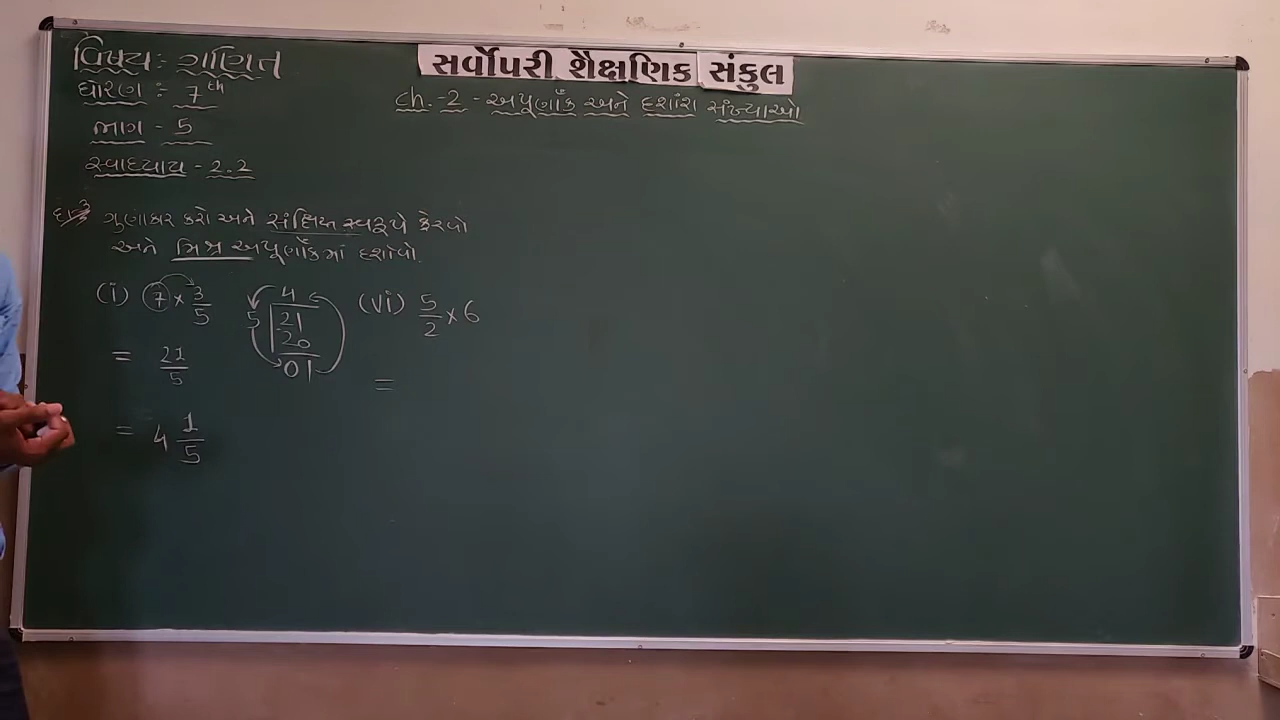 સર્વોપરી શૈક્ષણિક સંકુલ
વિષય:- ગણિત
ch.-2 - અપૂર્ણાંક અને દશાંશ સંખ્યાઓ
ધોરણ :- 7th
ભાગ - 5
સ્વાધ્યાય - 2.2
ગુણાકાર કરો અને સંક્ષિપ્ત સ્વરૂપે ફેરવો
અને મિશ્ર અપૂર્ણાંકમાં દર્શાવો.
(i) 7 × 3/5
= 21/5
= 4 1/5
4
5 21
- 20
01
(vi) 5/2 × 6
=